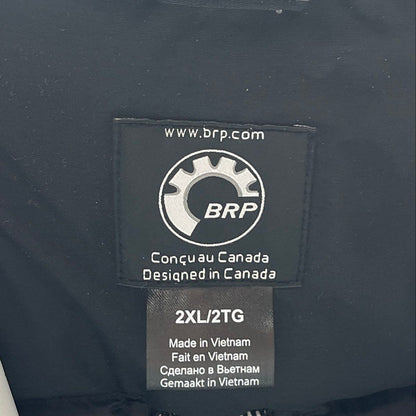 www.brp.com
BRP
Conçu au Canada
Designed in Canada
2XL/2TG
Made in Vietnam
Fait en Vietnam
Сделано в Вьетнам
Gemaakt in Vietnam